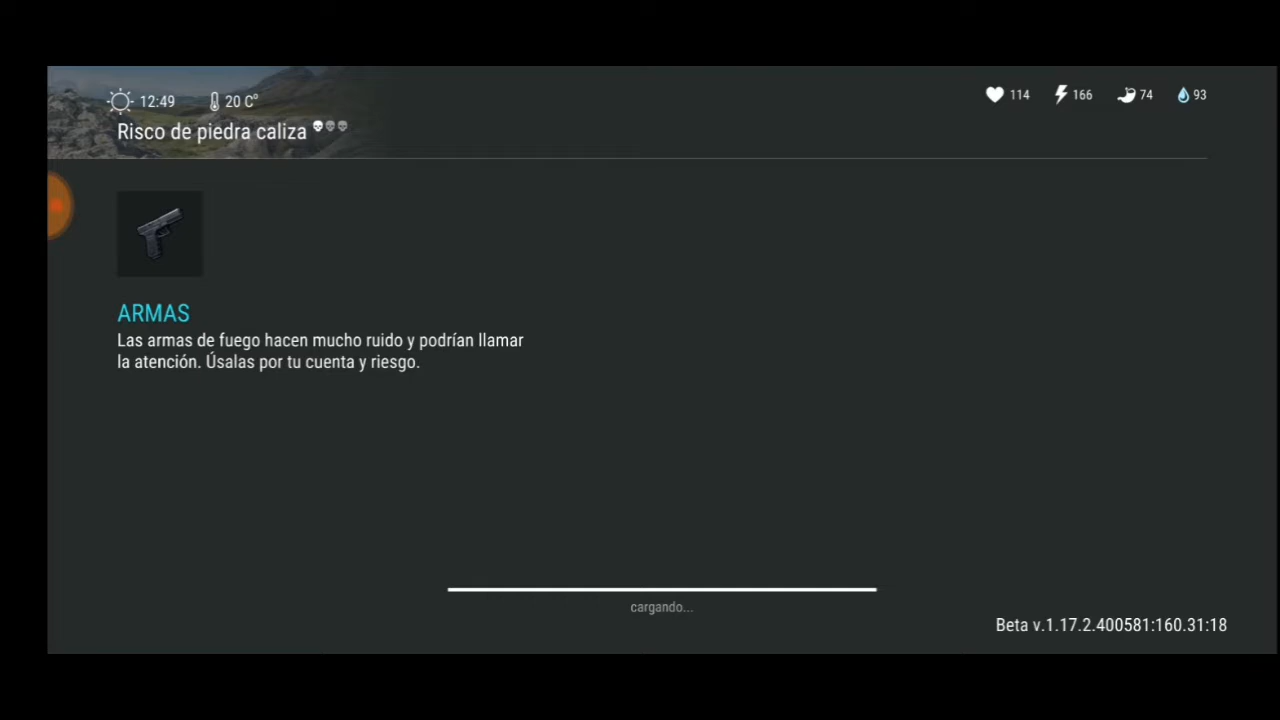 12:49 20 C°
114 166 74 93
Risco de piedra caliza
ARMAS
Las armas de fuego hacen mucho ruido y podrían llamar
la atención. Úsalas por tu cuenta y riesgo.
cargando...
Beta v.1.17.2.400581:160.31:18